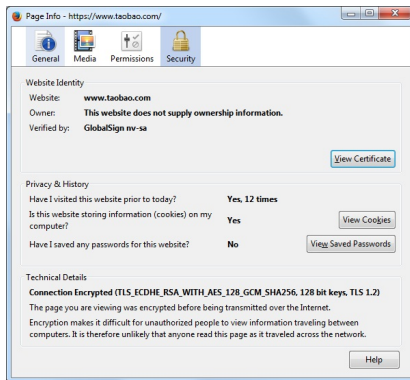 Page Info - https://www.taobao.com/
General Media Permissions Security
Website Identity
Website: www.taobao.com
Owner: This website does not supply ownership information.
Verified by: GlobalSign nv-sa
View Certificate
Privacy & History
Have I visited this website prior to today? Yes, 12 times
Is this website storing information (cookies) on my
computer? Yes View Cookies
Have I saved any passwords for this website? No View Saved Passwords
Technical Details
Connection Encrypted (TLS_ECDHE_RSA_WITH_AES_128_GCM_SHA256, 128 bit keys, TLS 1.2)
The page you are viewing was encrypted before being transmitted over the Internet.
Encryption makes it difficult for unauthorized people to view information traveling between
computers. It is therefore unlikely that anyone read this page as it traveled across the network.
Help